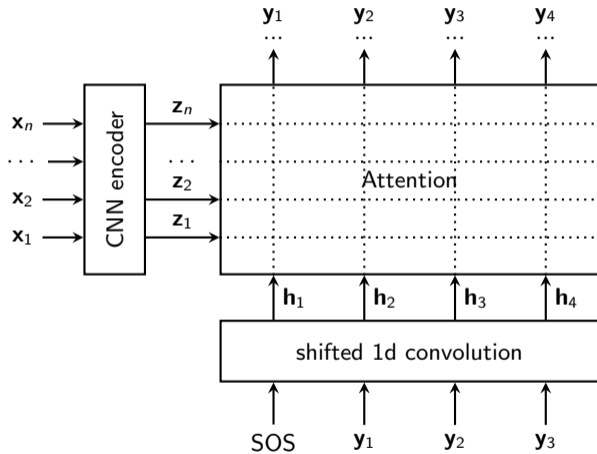 y₁ y₂ y₃ y₄
... ... ... ...
xₙ zₙ
... ...
CNN encoder
Attention
x₂ z₂
x₁ z₁
h₁ h₂ h₃ h₄
shifted 1d convolution
SOS y₁ y₂ y₃